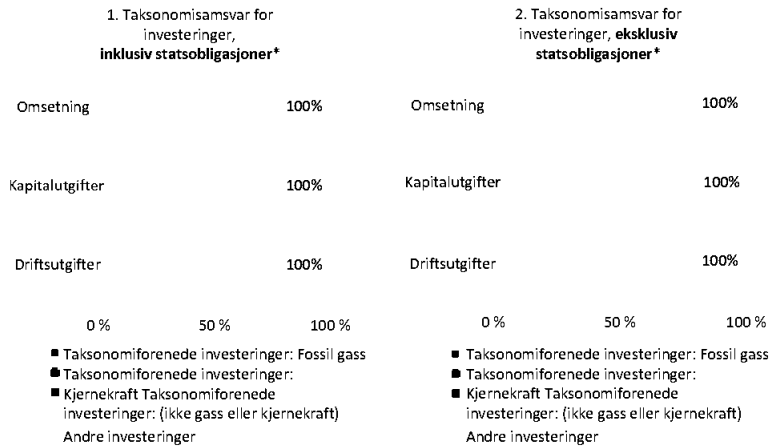 1. Taksonomisamsvar for
investeringer,
inklusiv statsobligasjoner*
Omsetning 100%
Kapitalutgifter 100%
Driftsutgifter 100%
0 % 50 % 100 %
■ Taksonomiforenede investeringer: Fossil gass
■ Taksonomiforenede investeringer:
■ Kjernekraft Taksonomiforenede
investeringer: (ikke gass eller kjernekraft)
Andre investeringer
2. Taksonomisamsvar for
investeringer, eksklusiv
statsobligasjoner*
Omsetning 100%
Kapitalutgifter 100%
Driftsutgifter 100%
0 % 50 % 100 %
■ Taksonomiforenede investeringer: Fossil gass
■ Taksonomiforenede investeringer:
■ Kjernekraft Taksonomiforenede
investeringer: (ikke gass eller kjernekraft)
Andre investeringer